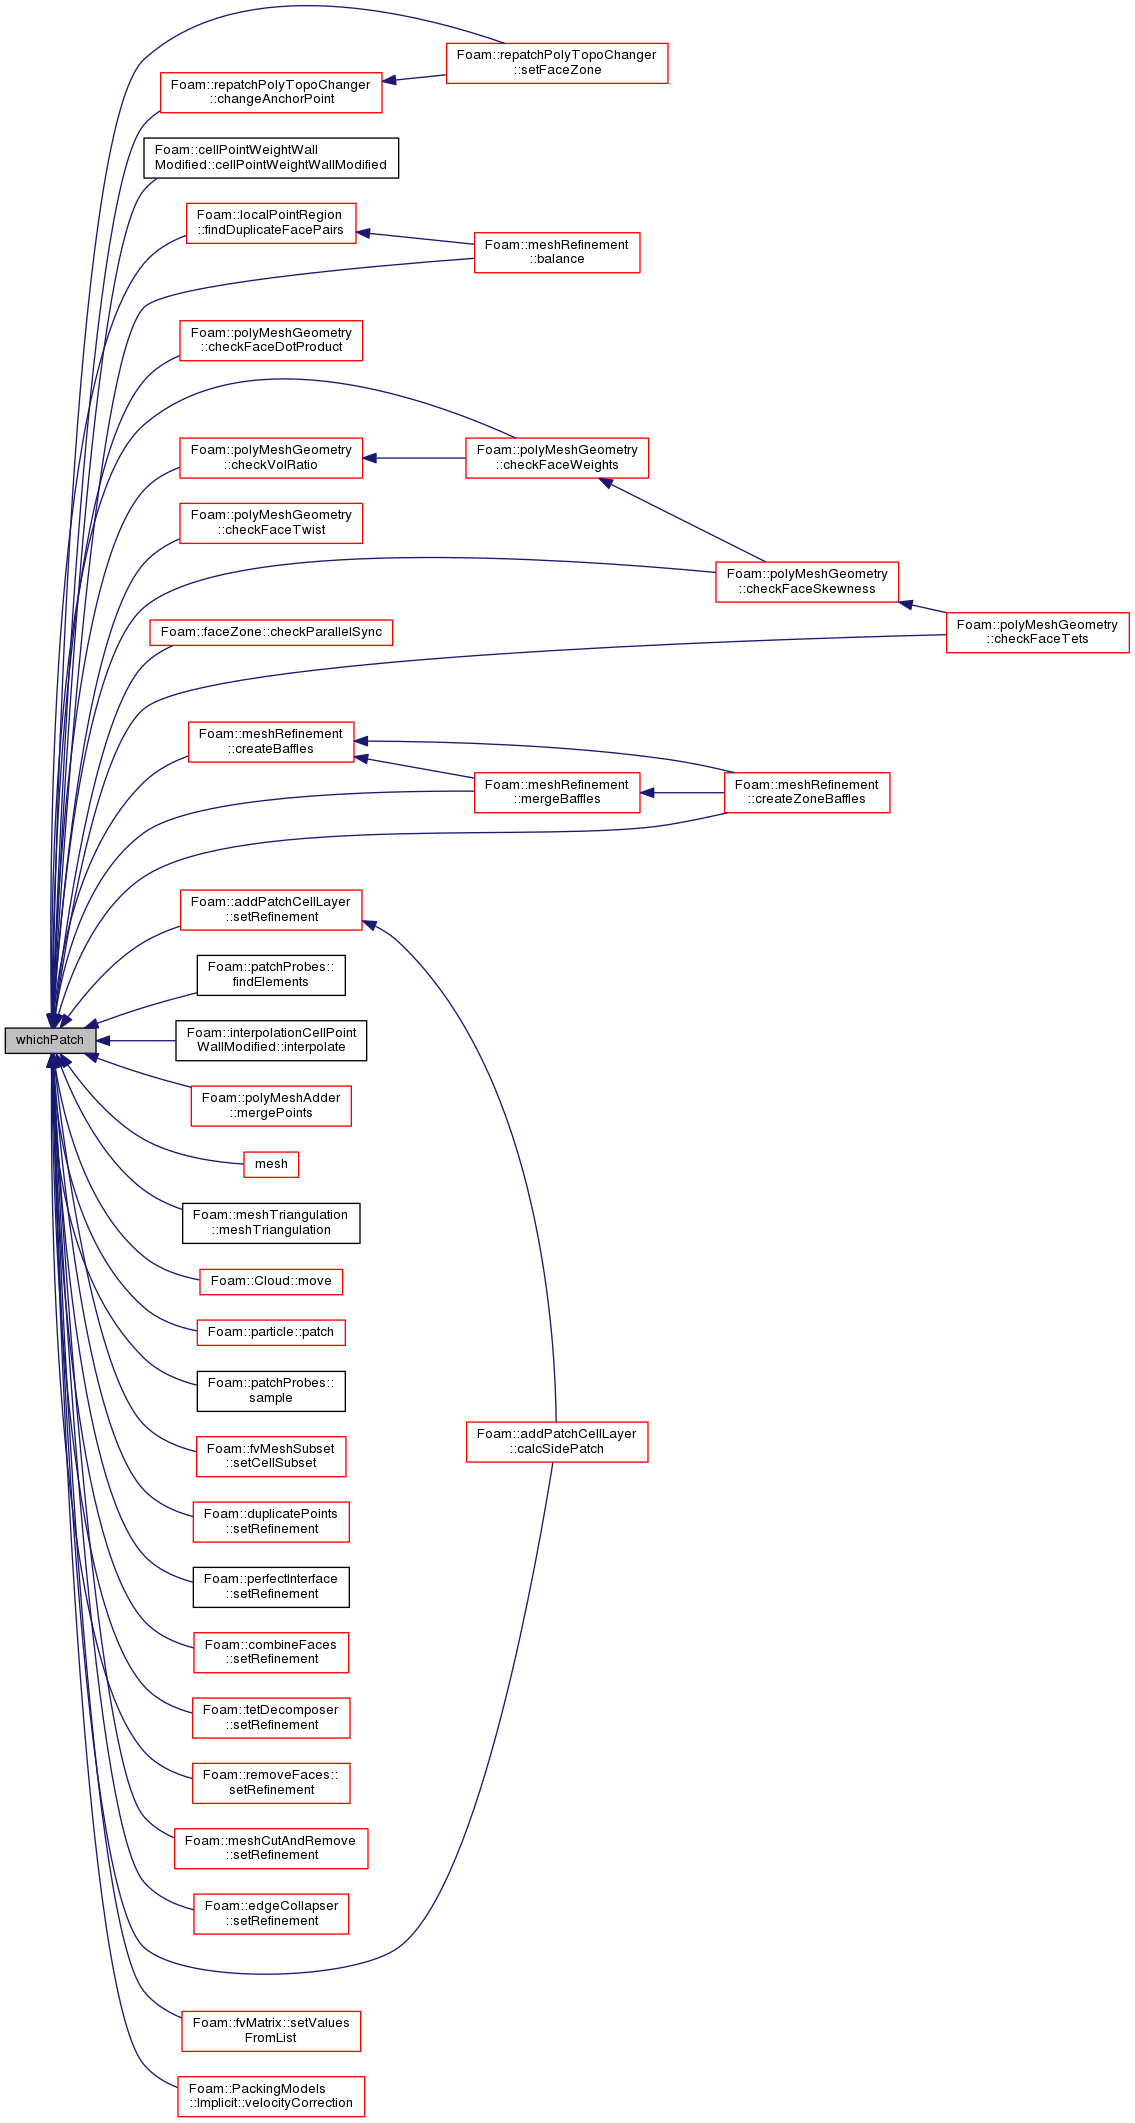 Foam::repatchPolyTopoChanger
::setFaceZone
Foam::repatchPolyTopoChanger
::changeAnchorPoint
Foam::cellPointWeightWall
Modified::cellPointWeightWallModified
Foam::localPointRegion
::findDuplicateFacePairs
Foam::meshRefinement
::balance
Foam::polyMeshGeometry
::checkFaceDotProduct
Foam::polyMeshGeometry
::checkVolRatio
Foam::polyMeshGeometry
::checkFaceWeights
Foam::polyMeshGeometry
::checkFaceTwist
Foam::polyMeshGeometry
::checkFaceSkewness
Foam::polyMeshGeometry
::checkFaceTets
Foam::faceZone::checkParallelSync
Foam::meshRefinement
::createBaffles
Foam::meshRefinement
::mergeBaffles
Foam::meshRefinement
::createZoneBaffles
Foam::addPatchCellLayer
::setRefinement
Foam::patchProbes::
findElements
whichPatch
Foam::interpolationCellPoint
WallModified::interpolate
Foam::polyMeshAdder
::mergePoints
mesh
Foam::meshTriangulation
::meshTriangulation
Foam::Cloud::move
Foam::particle::patch
Foam::patchProbes::
sample
Foam::fvMeshSubset
::setCellSubset
Foam::addPatchCellLayer
::calcSidePatch
Foam::duplicatePoints
::setRefinement
Foam::perfectInterface
::setRefinement
Foam::combineFaces
::setRefinement
Foam::tetDecomposer
::setRefinement
Foam::removeFaces::
setRefinement
Foam::meshCutAndRemove
::setRefinement
Foam::edgeCollapser
::setRefinement
Foam::fvMatrix::setValues
FromList
Foam::PackingModels
::Implicit::velocityCorrection